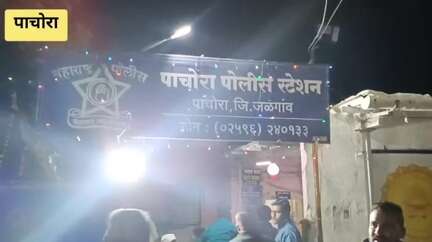 पाचोरा
महाराष्ट्र पोलीस
पाचोरा पोलीस स्टेशन
पाचोरा, जि.जळगांव
फोन : (०२५९६) २४०१३३